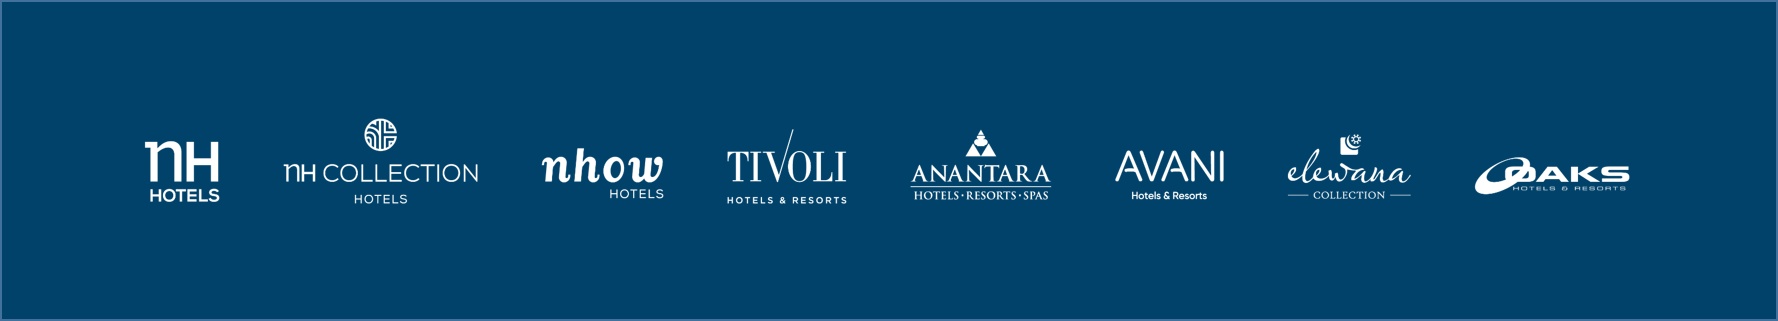 NH
HOTELS
NH COLLECTION
HOTELS
nhow
HOTELS
TIVOLI
HOTELS & RESORTS
ANANTARA
HOTELS·RESORTS·SPAS
AVANI
Hotels & Resorts
elewana
COLLECTION
OAKS
HOTELS & RESORTS